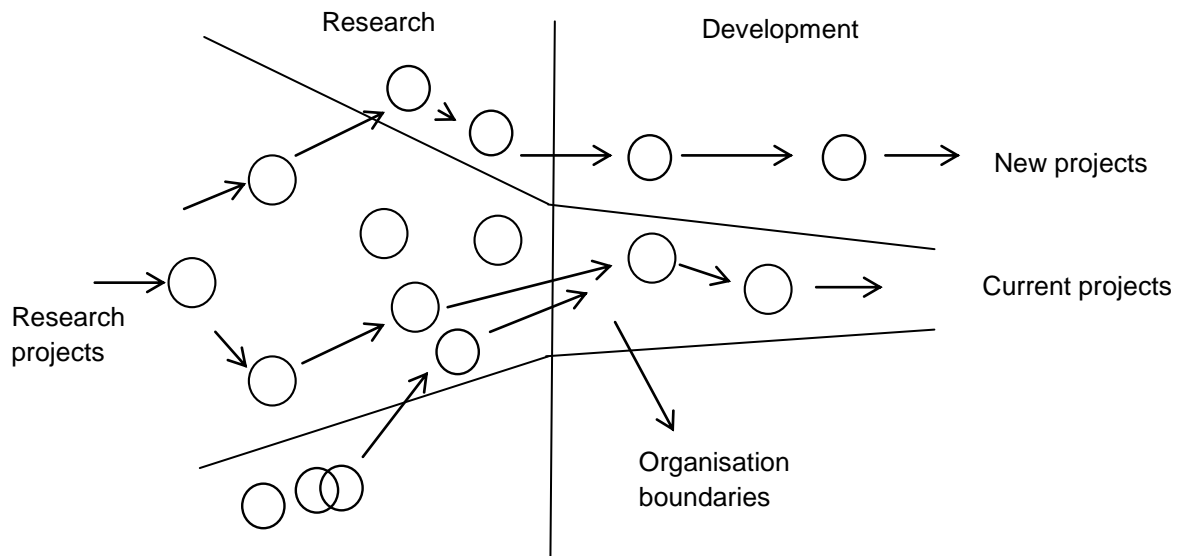 Research
Development
New projects
Current projects
Research
projects
Organisation
boundaries